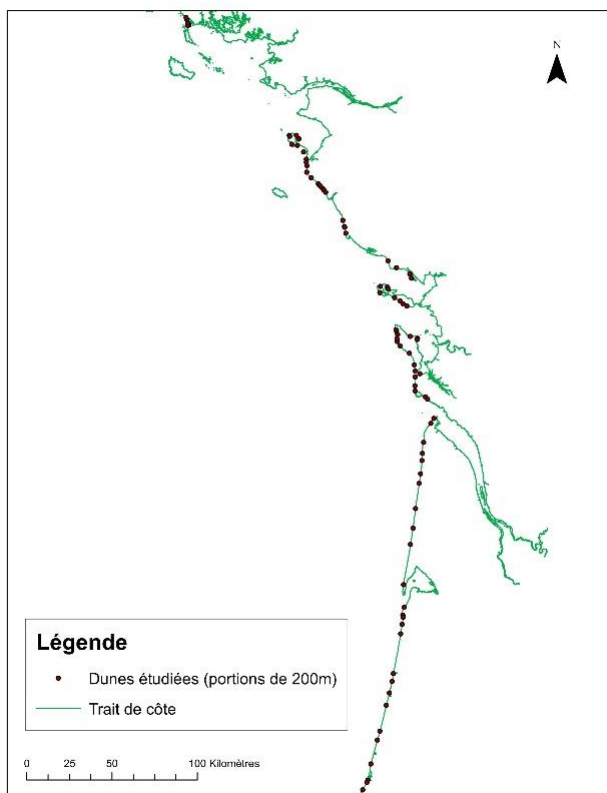 N
Légende
Dunes étudiées (portions de 200m)
Trait de côte
0 25 50 100 Kilomètres